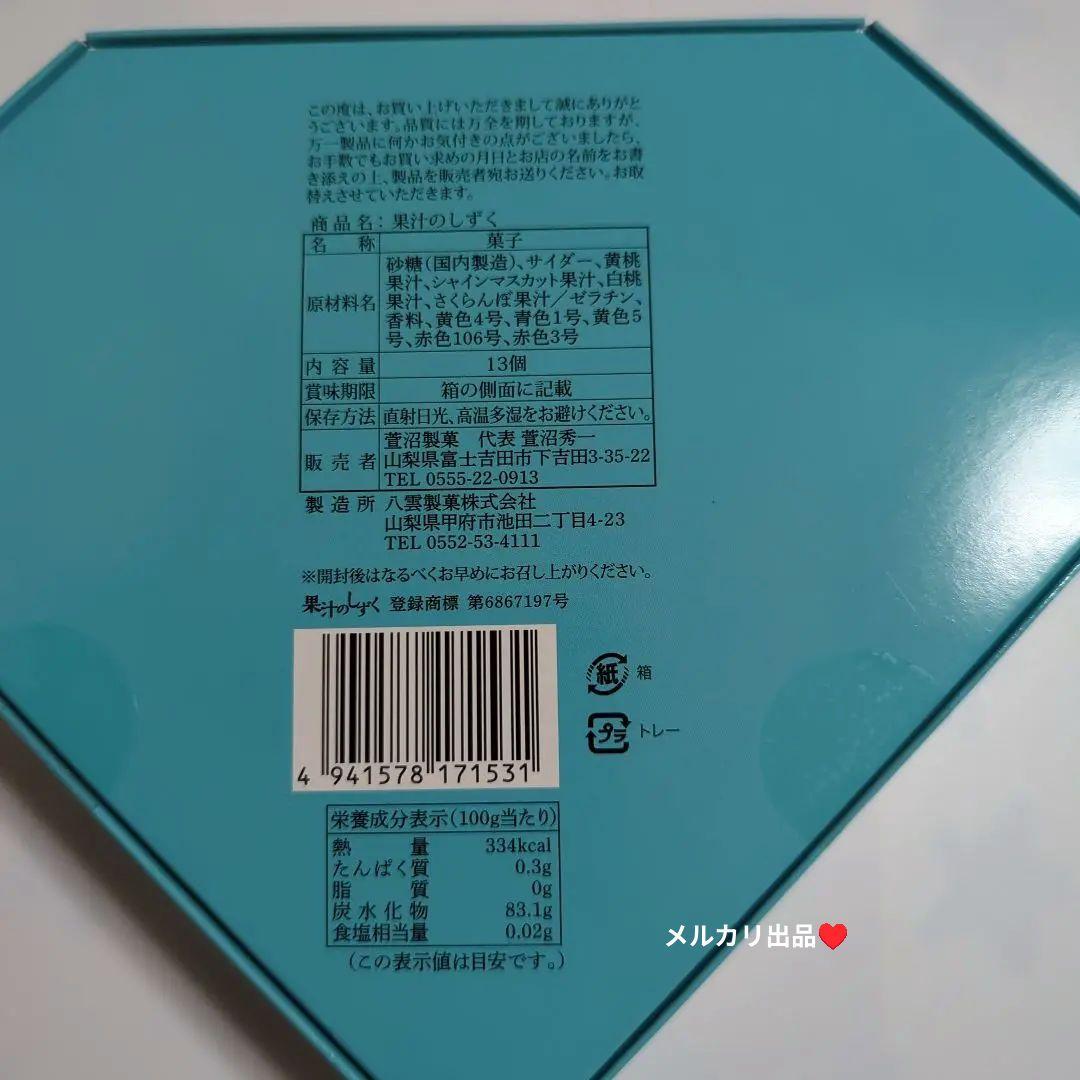 この度は、お買い上げいただきまして誠にありがと
うございます。品質には万全を期しておりますが、
万一製品に何かお気付きの点がございましたら、
お手数でもお買い求めの月日とお店の名前をお書
き添えの上、製品を販売者宛お送りください。お取
替えさせていただきます。
商品名：果汁のしずく
名称 菓子
原材料名 砂糖（国内製造）、サイダー、黄桃
果汁、シャインマスカット果汁、白桃
果汁、さくらんぼ果汁／ゼラチン、
香料、黄色4号、青色1号、黄色5
号、赤色106号、赤色3号
内容量 13個
賞味期限 箱の側面に記載
保存方法 直射日光、高温多湿をお避けください。
販売者 萱沼製菓 代表 萱沼秀一
山梨県富士吉田市下吉田3-35-22
TEL 0555-22-0913
製造所 八雲製菓株式会社
山梨県甲府市池田二丁目4-23
TEL 0552-53-4111
※開封後はなるべくお早めにお召し上がりください。
果汁のしずく 登録商標 第6867197号
紙 箱
プラ トレー
4 941578 171531
栄養成分表示（100g当たり）
熱量 334kcal
たんぱく質 0.3g
脂質 0g
炭水化物 83.1g
食塩相当量 0.02g
（この表示値は目安です。）
メルカリ出品♥